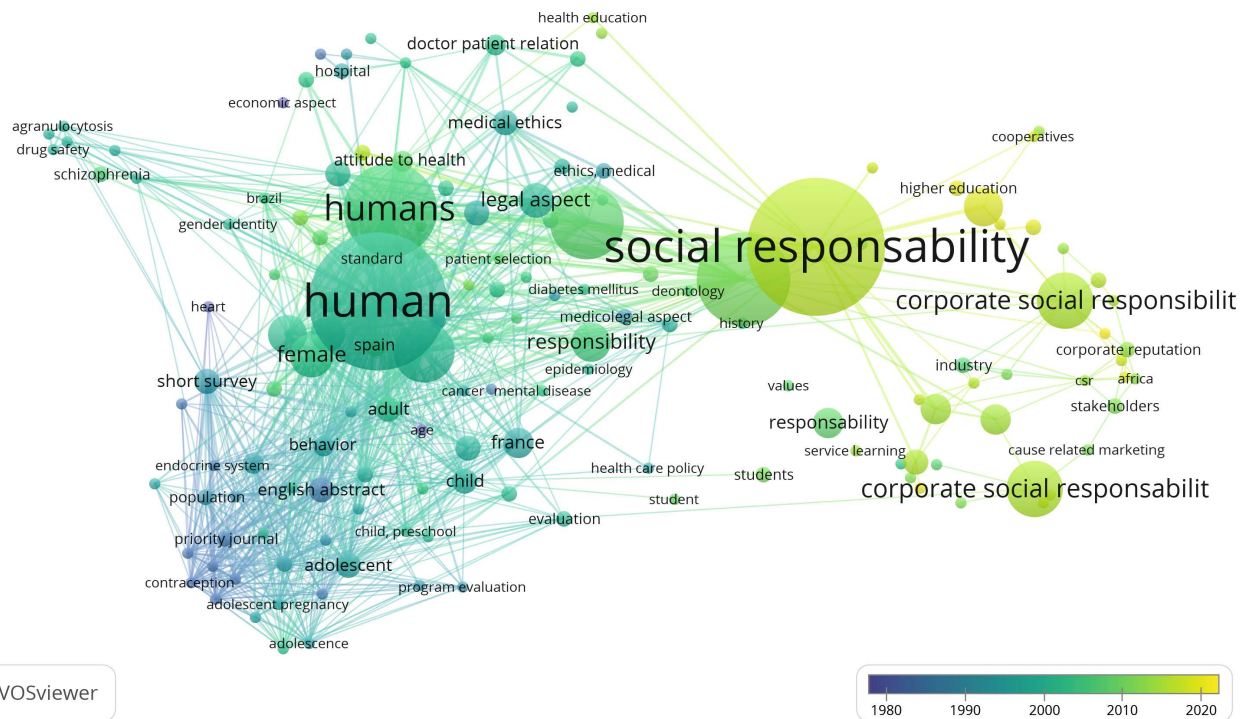 health education
doctor patient relation
hospital
economic aspect
medical ethics
agranulocytosis
drug safety
schizophrenia
attitude to health
ethics, medical
cooperatives
higher education
brazil
legal aspect
humans
gender identity
social responsability
standard
patient selection
human
diabetes mellitus
deontology
corporate social responsibilit
heart
medicolegal aspect
history
responsibility
female
spain
corporate reputation
epidemiology
industry
short survey
cancer
mental disease
values
csr
africa
adult
stakeholders
age
responsability
behavior
france
service learning
cause related marketing
endocrine system
health care policy
students
population
english abstract
child
corporate social responsabilit
student
evaluation
child, preschool
priority journal
adolescent
contraception
program evaluation
adolescent pregnancy
adolescence
VOSviewer
1980
1990
2000
2010
2020